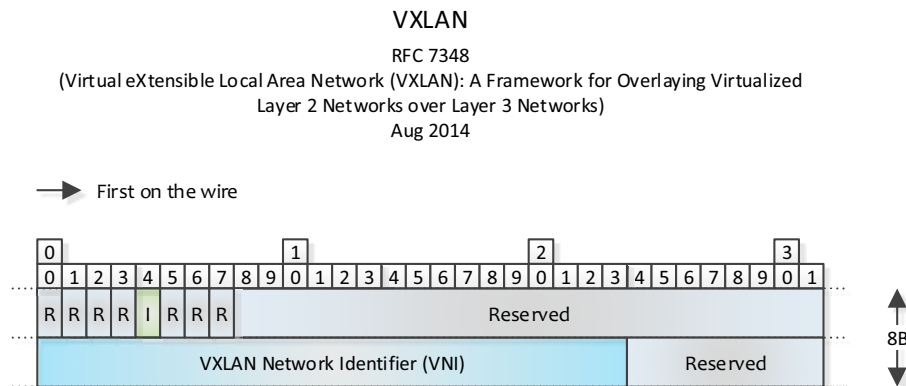 VXLAN
RFC 7348
(Virtual eXtensible Local Area Network (VXLAN): A Framework for Overlaying Virtualized
Layer 2 Networks over Layer 3 Networks)
Aug 2014
First on the wire
0 1 2 3
0 1 2 3 4 5 6 7 8 9 0 1 2 3 4 5 6 7 8 9 0 1 2 3 4 5 6 7 8 9 0 1
R R R R I R R R Reserved
8B
VXLAN Network Identifier (VNI) Reserved